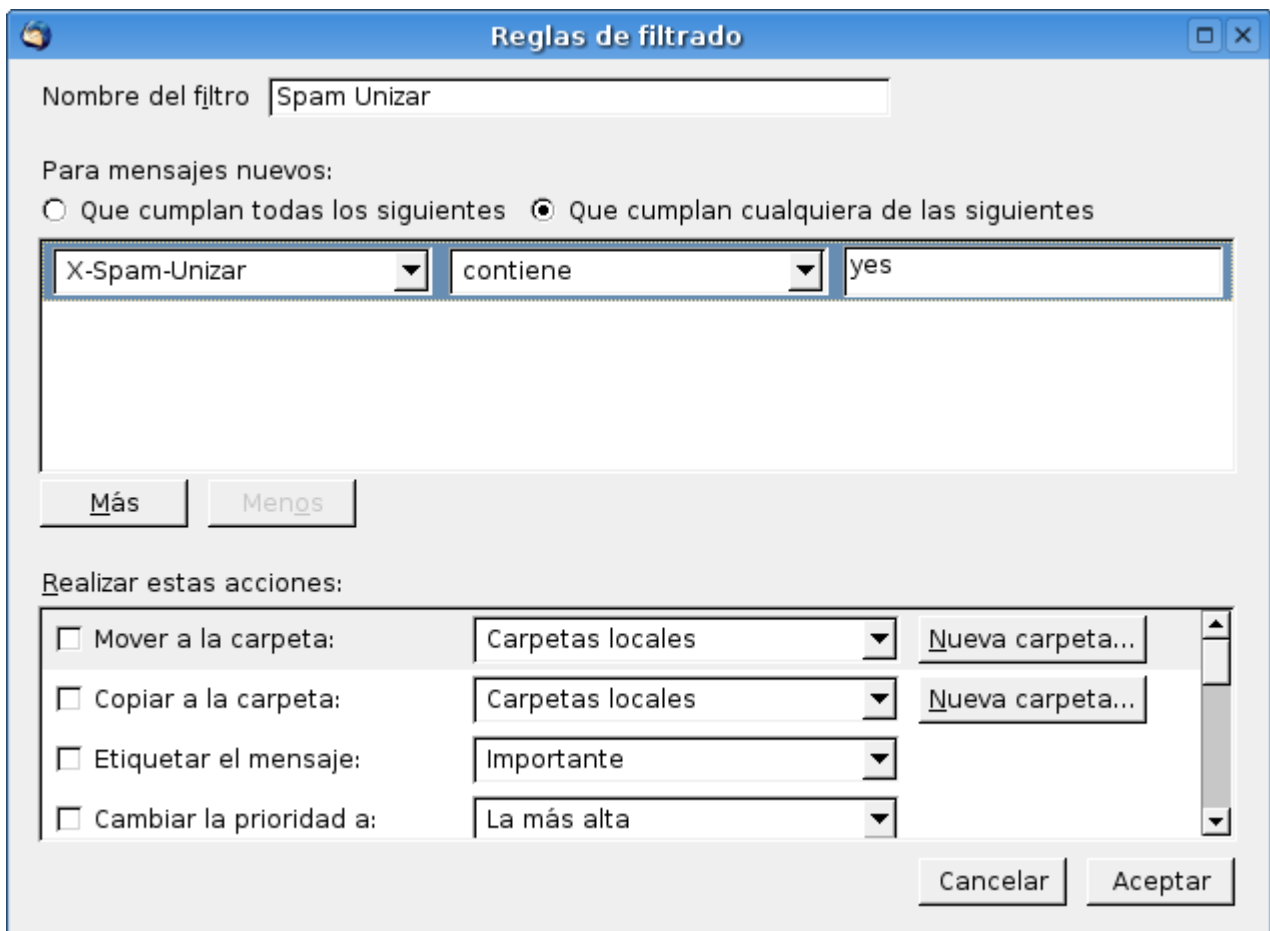 Reglas de filtrado
Nombre del filtro Spam Unizar
Para mensajes nuevos:
Que cumplan todas los siguientes Que cumplan cualquiera de las siguientes
X-Spam-Unizar contiene yes
Más Menos
Realizar estas acciones:
Mover a la carpeta: Carpetas locales Nueva carpeta...
Copiar a la carpeta: Carpetas locales Nueva carpeta...
Etiquetar el mensaje: Importante
Cambiar la prioridad a: La más alta
Cancelar Aceptar